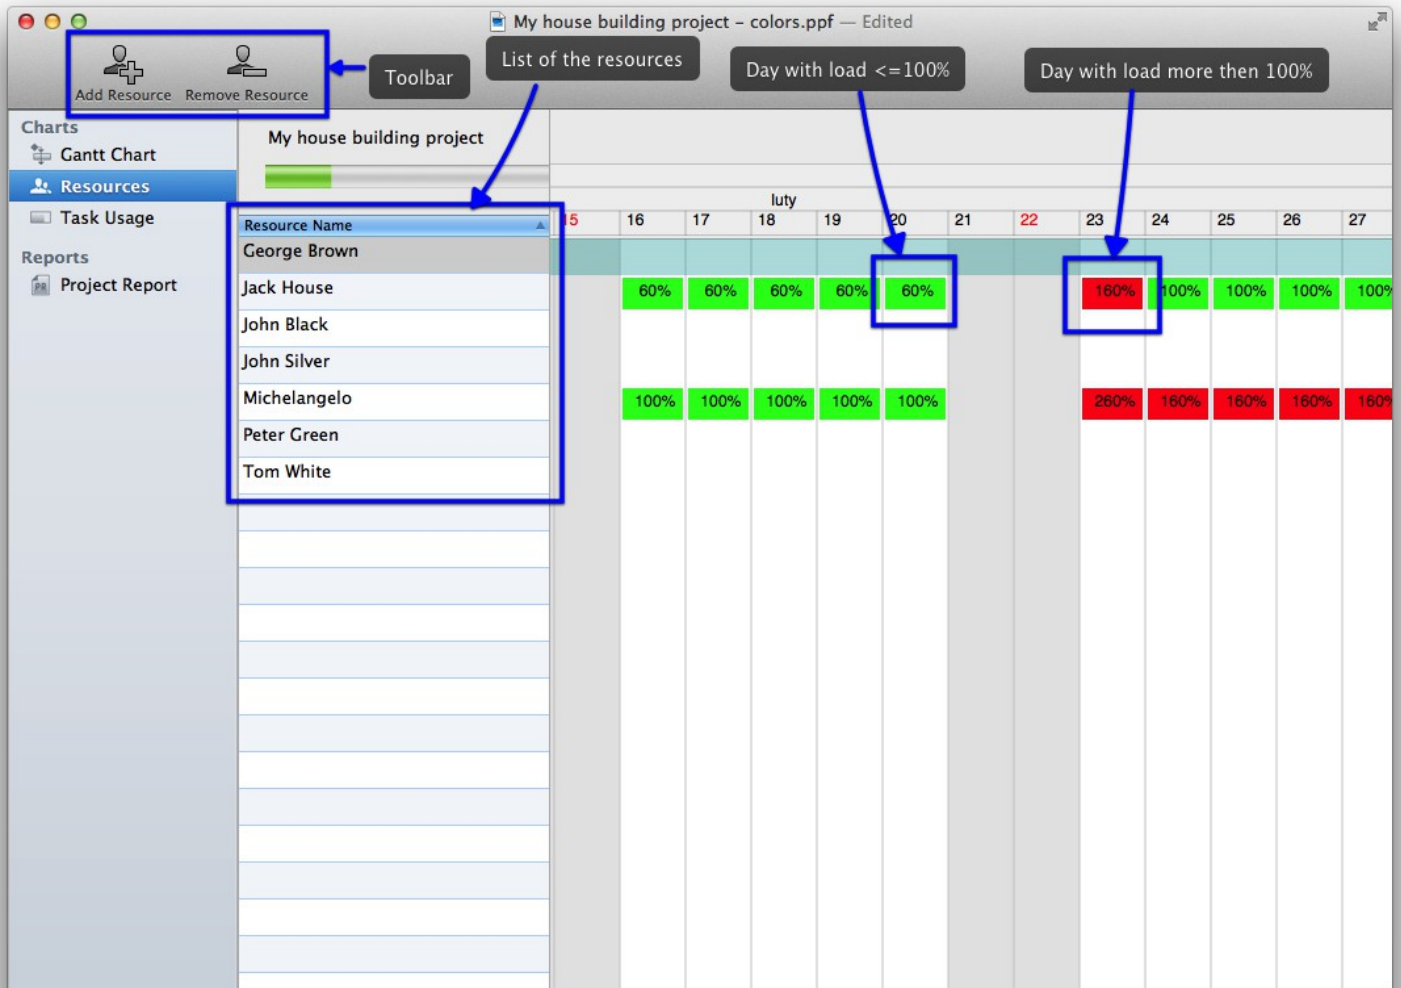 My house building project – colors.ppf — Edited
Add Resource Remove Resource
Toolbar
List of the resources
Day with load <=100%
Day with load more then 100%
Charts
Gantt Chart
Resources
Task Usage
Reports
Project Report
My house building project
luty
Resource Name
15 16 17 18 19 20 21 22 23 24 25 26 27
George Brown
Jack House
60% 60% 60% 60% 60% 160% 100% 100% 100% 100%
John Black
John Silver
Michelangelo
100% 100% 100% 100% 100% 260% 160% 160% 160% 160%
Peter Green
Tom White